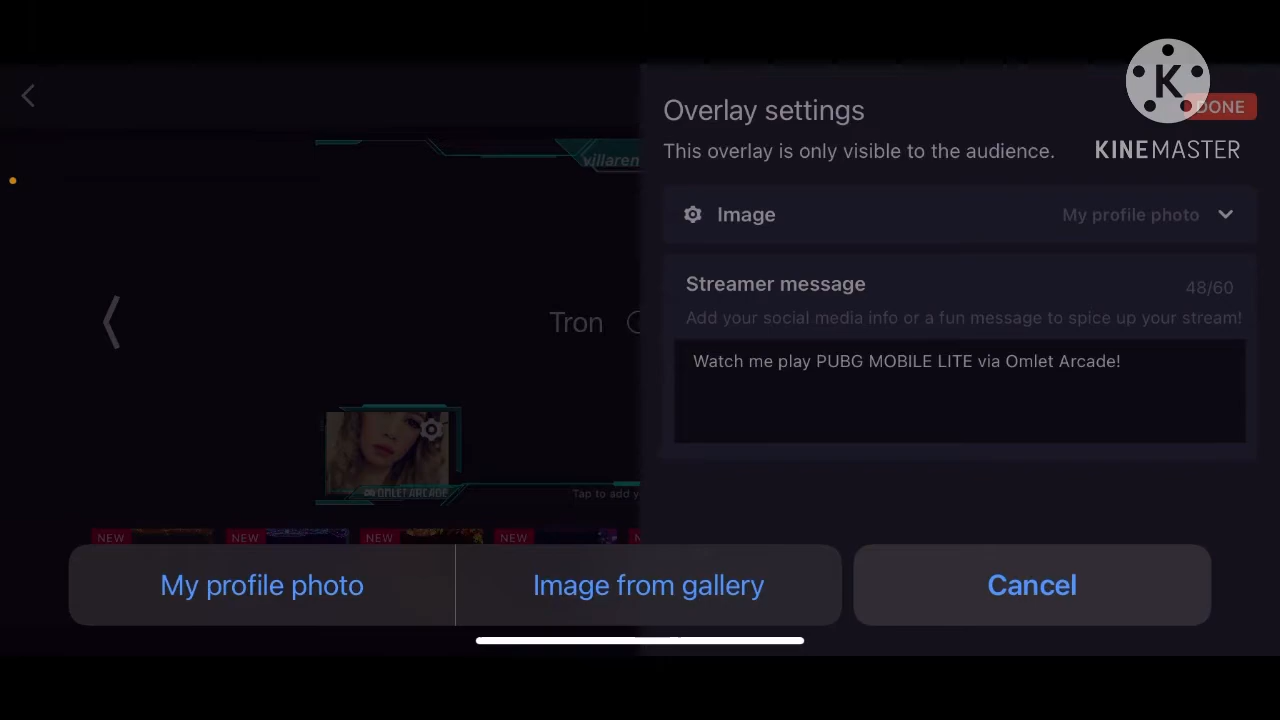 Overlay settings
DONE
K
This overlay is only visible to the audience.
KINEMASTER
villaren
Image
My profile photo
Streamer message
48/60
Add your social media info or a fun message to spice up your stream!
Tron
Watch me play PUBG MOBILE LITE via Omlet Arcade!
OMLET ARCADE
Tap to add y
NEW
NEW
NEW
NEW
My profile photo
Image from gallery
Cancel